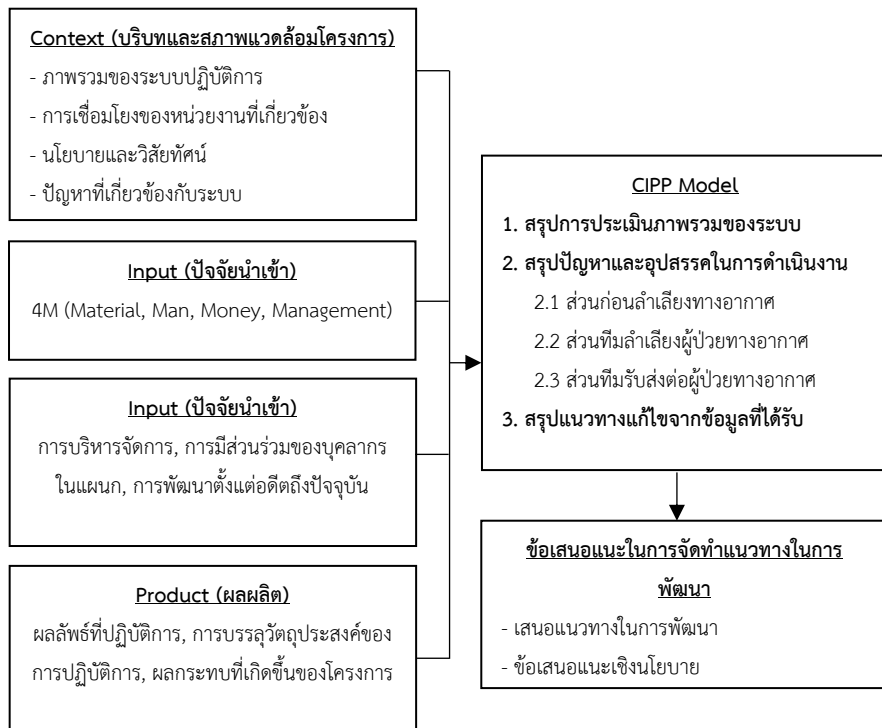 Context (บริบทและสภาพแวดล้อมโครงการ)
- ภาพรวมของระบบปฏิบัติการ
- การเชื่อมโยงของหน่วยงานที่เกี่ยวข้อง
- นโยบายและวิสัยทัศน์
- ปัญหาที่เกี่ยวข้องกับระบบ
Input (ปัจจัยนำเข้า)
4M (Material, Man, Money, Management)
Input (ปัจจัยนำเข้า)
การบริหารจัดการ, การมีส่วนร่วมของบุคลากร
ในแผนก, การพัฒนาตั้งแต่อดีตถึงปัจจุบัน
Product (ผลผลิต)
ผลลัพธ์ที่ปฏิบัติการ, การบรรลุวัตถุประสงค์ของ
การปฏิบัติการ, ผลกระทบที่เกิดขึ้นของโครงการ
CIPP Model
1. สรุปการประเมินภาพรวมของระบบ
2. สรุปปัญหาและอุปสรรคในการดำเนินงาน
2.1 ส่วนก่อนลำเลียงทางอากาศ
2.2 ส่วนทีมลำเลียงผู้ป่วยทางอากาศ
2.3 ส่วนทีมรับส่งต่อผู้ป่วยทางอากาศ
3. สรุปแนวทางแก้ไขจากข้อมูลที่ได้รับ
ข้อเสนอแนะในการจัดทำแนวทางในการ
พัฒนา
- เสนอแนวทางในการพัฒนา
- ข้อเสนอแนะเชิงนโยบาย